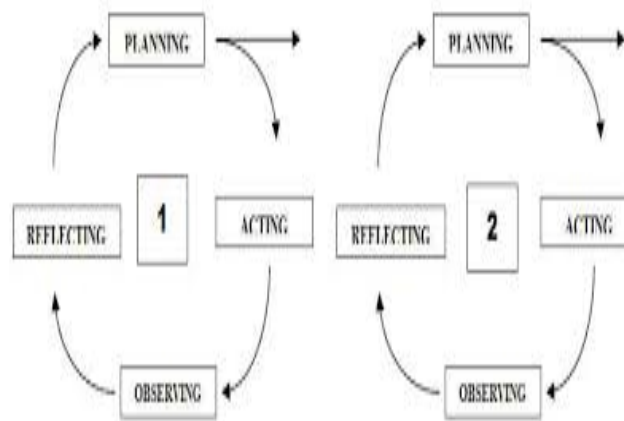 PLANNING
REFLECTING
1
ACTING
OBSERVING
PLANNING
REFLECTING
2
ACTING
OBSERVING